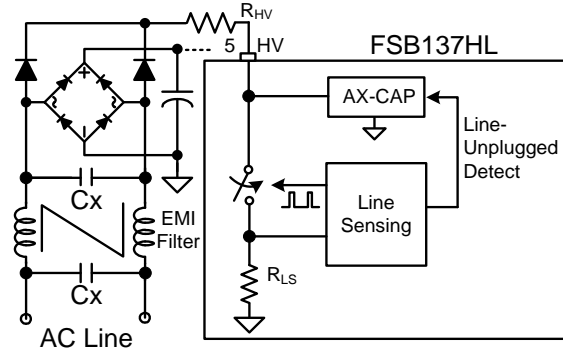 RHV
5 HV
FSB137HL
AX-CAP
Line-
Unplugged
Detect
Cx
EMI
Filter
Line
Sensing
RLS
Cx
AC Line